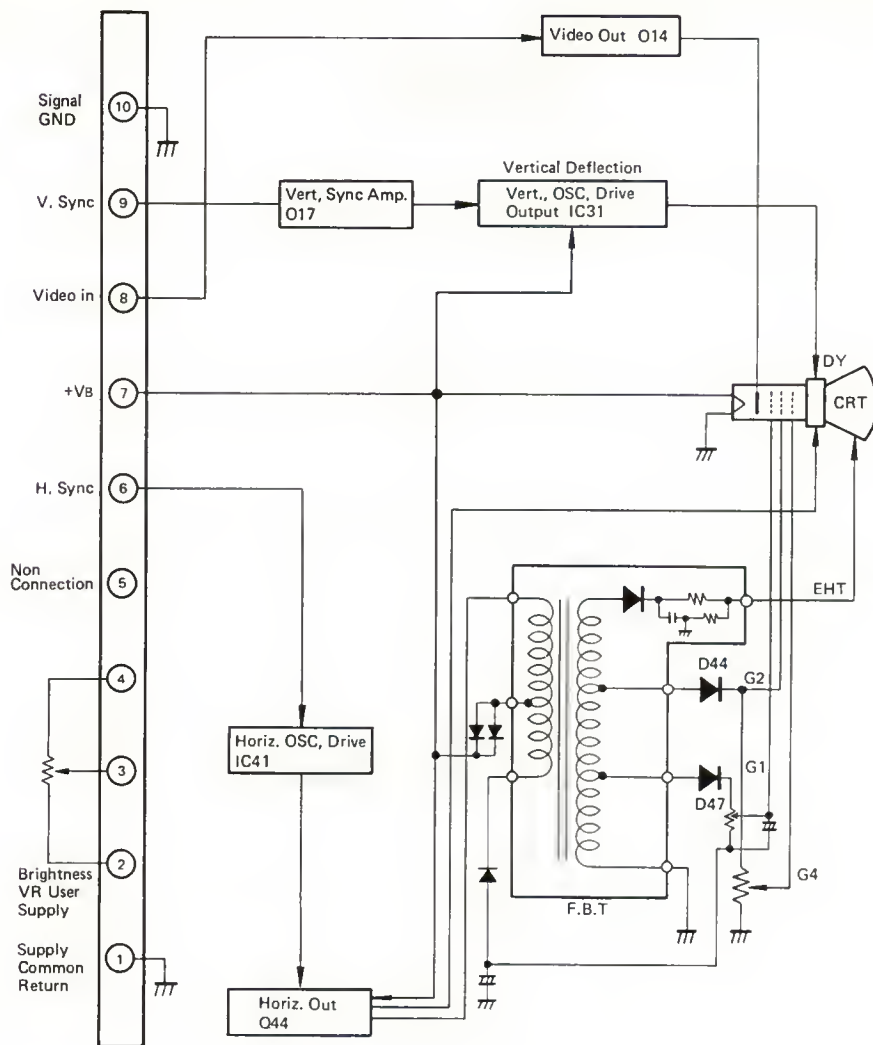 Video Out O14
Signal
GND
10
Vertical Deflection
V. Sync
9
Vert, Sync Amp.
O17
Vert., OSC, Drive
Output IC31
Video in
8
DY
+VB
7
CRT
H. Sync
6
Non
Connection
5
EHT
4
D44
G2
Horiz. OSC, Drive
IC41
3
G1
D47
2
Brightness
VR User
Supply
G4
F.B.T
Supply
Common
Return
1
Horiz. Out
Q44